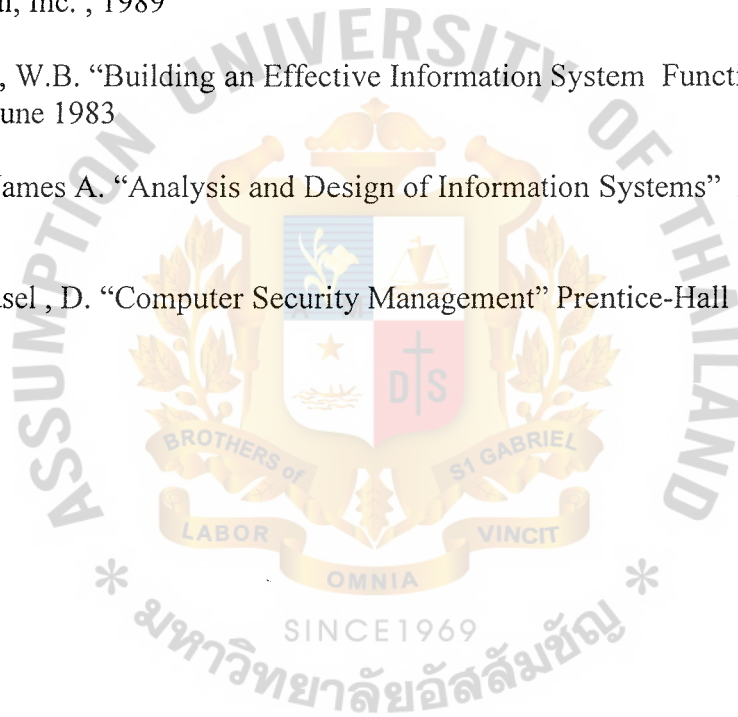 Inc. , 1989
, W.B. “Building an Effective Information System Functi
une 1983
ames A. “Analysis and Design of Information Systems”
sel , D. “Computer Security Management” Prentice-Hall
ASSUMPTION UNIVERSITY OF THAILAND
D S
BROTHERS of ST GABRIEL
LABOR VINCIT
OMNIA
SINCE1969
* มหาวิทยาลัยอัสสัมชัญ *